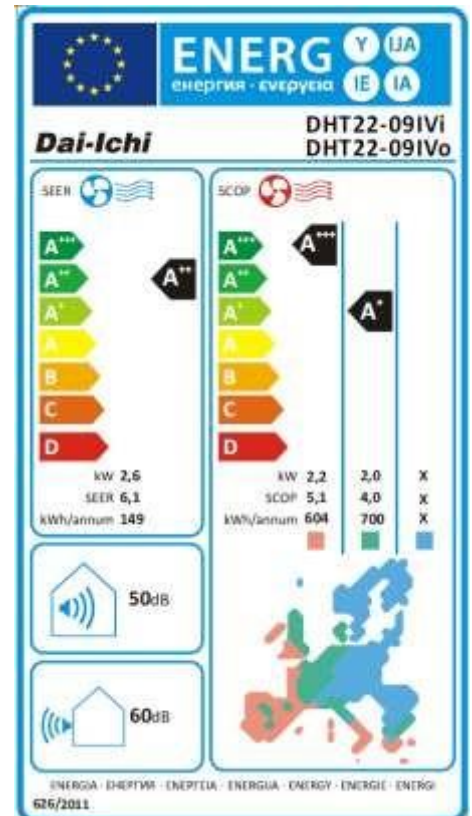 ENERG
енергия · ενεργεια
Y IJA
IE IA
Dai-Ichi
DHT22-09IVi
DHT22-09IVo
SEER
A+++
A++
A+
A
B
C
D
A++
kW 2,6
SEER 6,1
kWh/annum 149
SCOP
A+++
A++
A+
A
B
C
D
A+++
A+
kW 2,2 2,0 X
SCOP 5,1 4,0 X
kWh/annum 604 700 X
50dB
60dB
ENERGIA · ЕНЕРГИЯ · ΕΝΕΡΓΕΙΑ · ENERGIJA · ENERGY · ENERGIE · ENERGI
626/2011